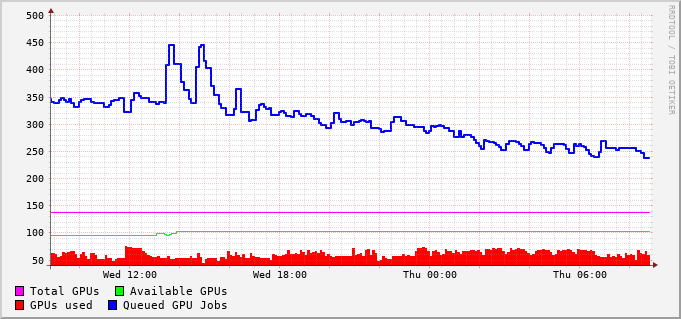 500
450
400
350
300
250
200
150
100
50
Wed 12:00 Wed 18:00 Thu 00:00 Thu 06:00
Total GPUs Available GPUs
GPUs used Queued GPU Jobs
RRDTOOL / TOBI OETIKER